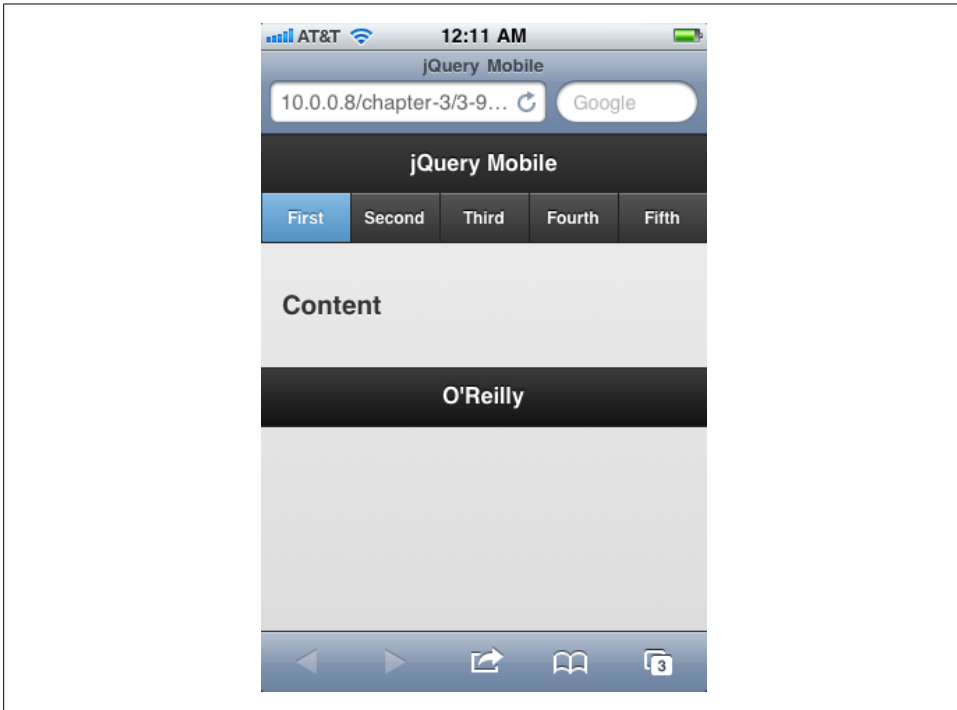 AT&T 12:11 AM
jQuery Mobile
10.0.0.8/chapter-3/3-9... Google
jQuery Mobile
First Second Third Fourth Fifth
Content
O'Reilly
3